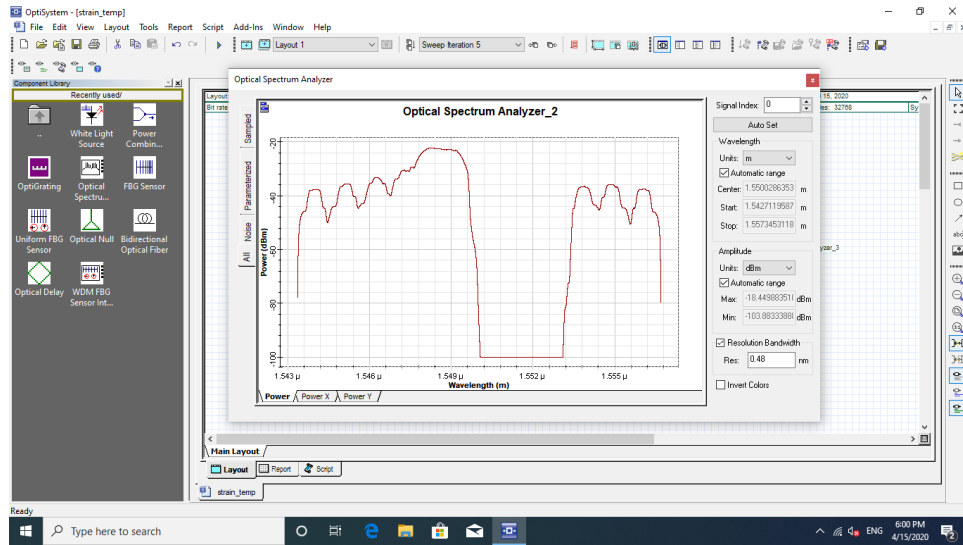 OptiSystem - [strain_temp]
File Edit View Layout Tools Report Script Add-Ins Window Help
Layout 1
Sweep Iteration 5
Component Library
Recently used/
..
White Light Source
Power Combin...
OptiGrating
Optical Spectru...
FBG Sensor
Uniform FBG Sensor
Optical Null
Bidirectional Optical Fiber
Optical Delay
WDM FBG Sensor Int...
Layout
Bit rate
15, 2020
les: 32768
Sy
yzer_3
Optical Spectrum Analyzer
x
Optical Spectrum Analyzer_2
Sampled
Parameterized
Noise
All
Power (dBm)
-20
-40
-60
-80
-100
1.543 µ
1.546 µ
1.549 µ
1.552 µ
1.555 µ
Wavelength (m)
Power
Power X
Power Y
Signal Index: 0
Auto Set
Wavelength
Units: m
Automatic range
Center: 1.5500286353 m
Start: 1.5427119587 m
Stop: 1.5573453118 m
Amplitude
Units: dBm
Automatic range
Max: -18.44988351( dBm
Min: -103.8833388( dBm
Resolution Bandwidth
Res: 0.48 nm
Invert Colors
Main Layout
Layout
Report
Script
strain_temp
Ready
Type here to search
ENG
6:00 PM
4/15/2020
2